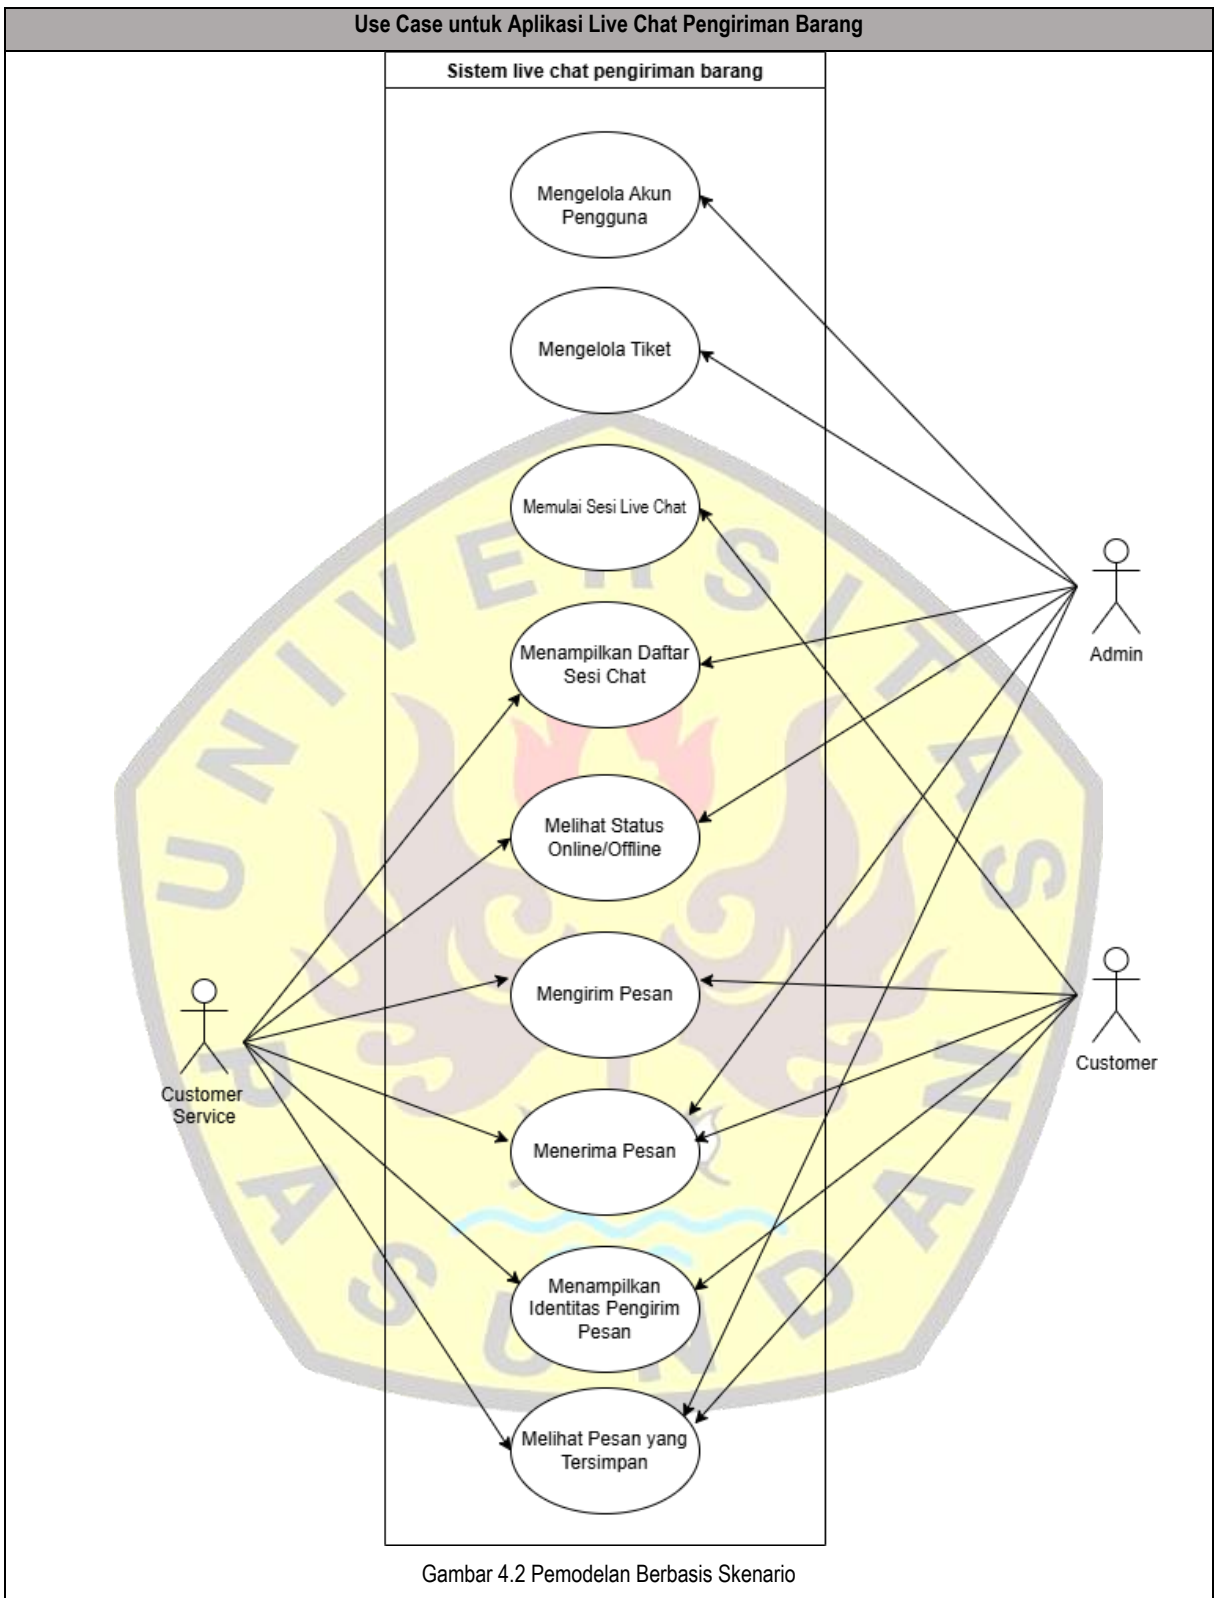 Use Case untuk Aplikasi Live Chat Pengiriman Barang
Sistem live chat pengiriman barang
Mengelola Akun
Pengguna
Mengelola Tiket
Memulai Sesi Live Chat
Menampilkan Daftar
Sesi Chat
Admin
Melihat Status
Online/Offline
Mengirim Pesan
Customer
Service
Customer
Menerima Pesan
Menampilkan
Identitas Pengirim
Pesan
Melihat Pesan yang
Tersimpan
UNIVERSITAS
PASUNDAN
Gambar 4.2 Pemodelan Berbasis Skenario